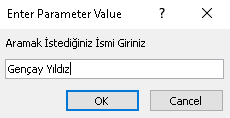 Enter Parameter Value ? ×
Aramak İstediğiniz İsmi Giriniz
Gençay Yıldız
OK Cancel